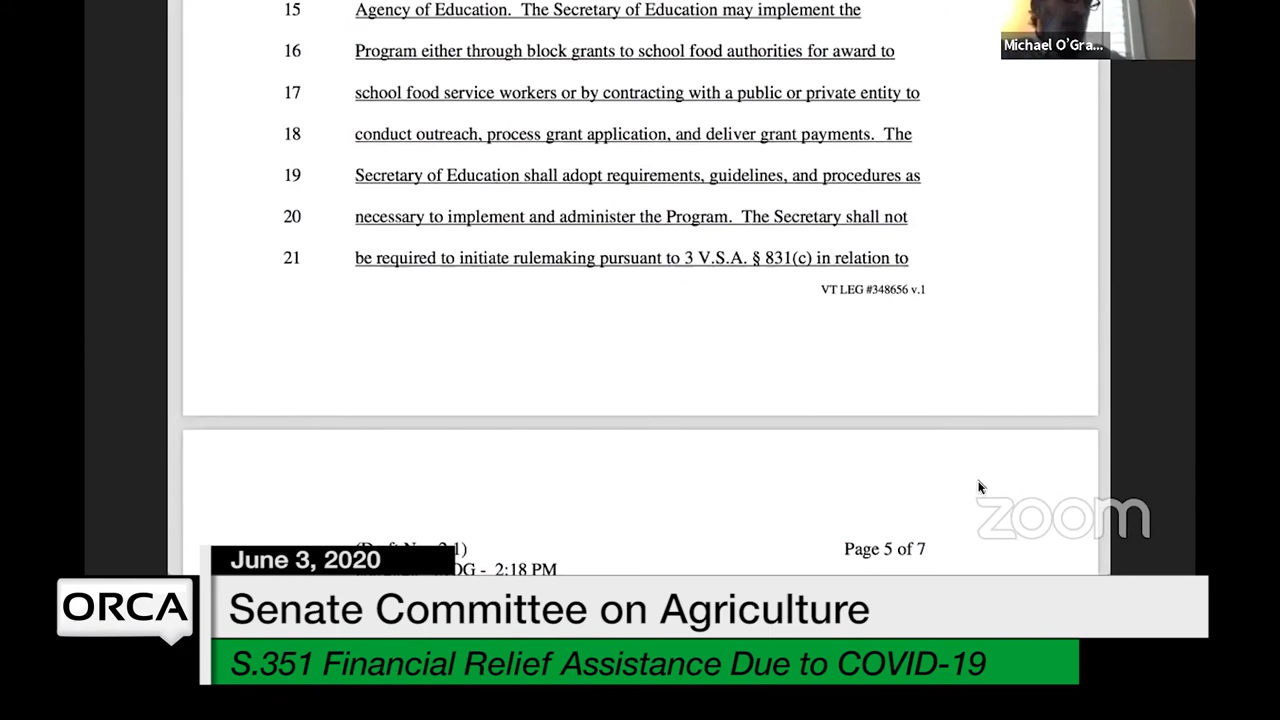 15 Agency of Education. The Secretary of Education may implement the
Michael O'Gra...
16 Program either through block grants to school food authorities for award to
17 school food service workers or by contracting with a public or private entity to
18 conduct outreach, process grant application, and deliver grant payments. The
19 Secretary of Education shall adopt requirements, guidelines, and procedures as
20 necessary to implement and administer the Program. The Secretary shall not
21 be required to initiate rulemaking pursuant to 3 V.S.A. § 831(c) in relation to
VT LEG #348656 v.1
zoom
Page 5 of 7
2:18 PM
June 3, 2020
ORCA
Senate Committee on Agriculture
S.351 Financial Relief Assistance Due to COVID-19